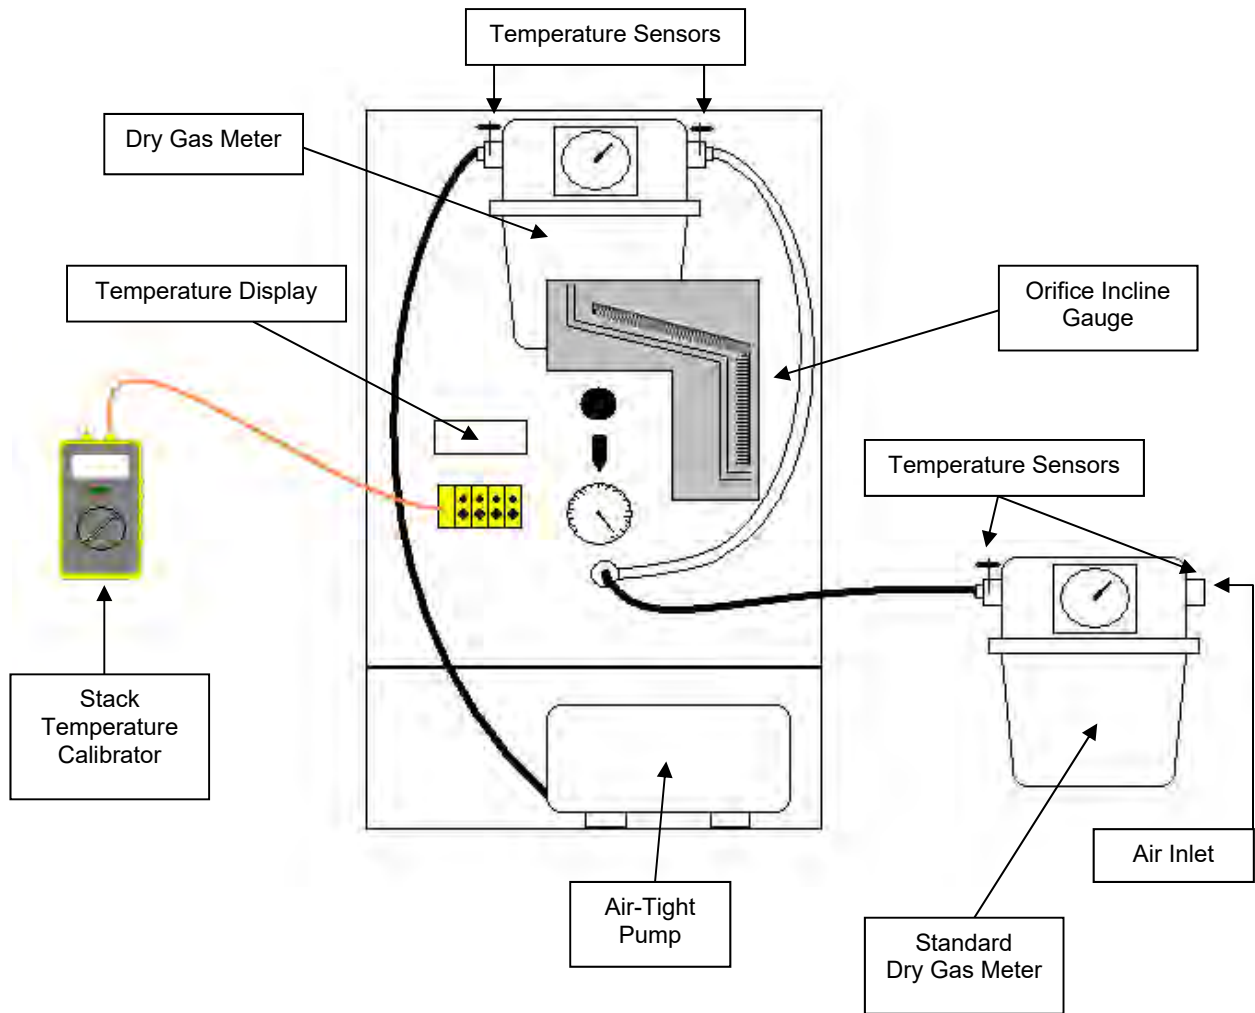 Temperature Sensors
Dry Gas Meter
Temperature Display
Orifice Incline
Gauge
Temperature Sensors
Stack
Temperature
Calibrator
Air Inlet
Air-Tight
Pump
Standard
Dry Gas Meter